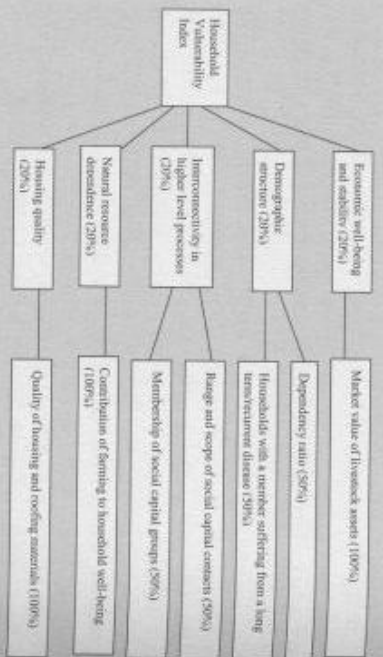 Household
Vulnerability
Index
Economic well-being
and stability (20%)
Market value of livestock assets (100%)
Demographic
structure (20%)
Dependency ratio (50%)
Households with a member suffering from a long
term/recurrent disease (50%)
Interconnectivity in
higher level processes
(20%)
Range and scope of social capital contacts (50%)
Membership of social capital groups (50%)
Natural resource
dependence (20%)
Contribution of farming to household well-being
(100%)
Housing quality
(20%)
Quality of housing and roofing materials (100%)